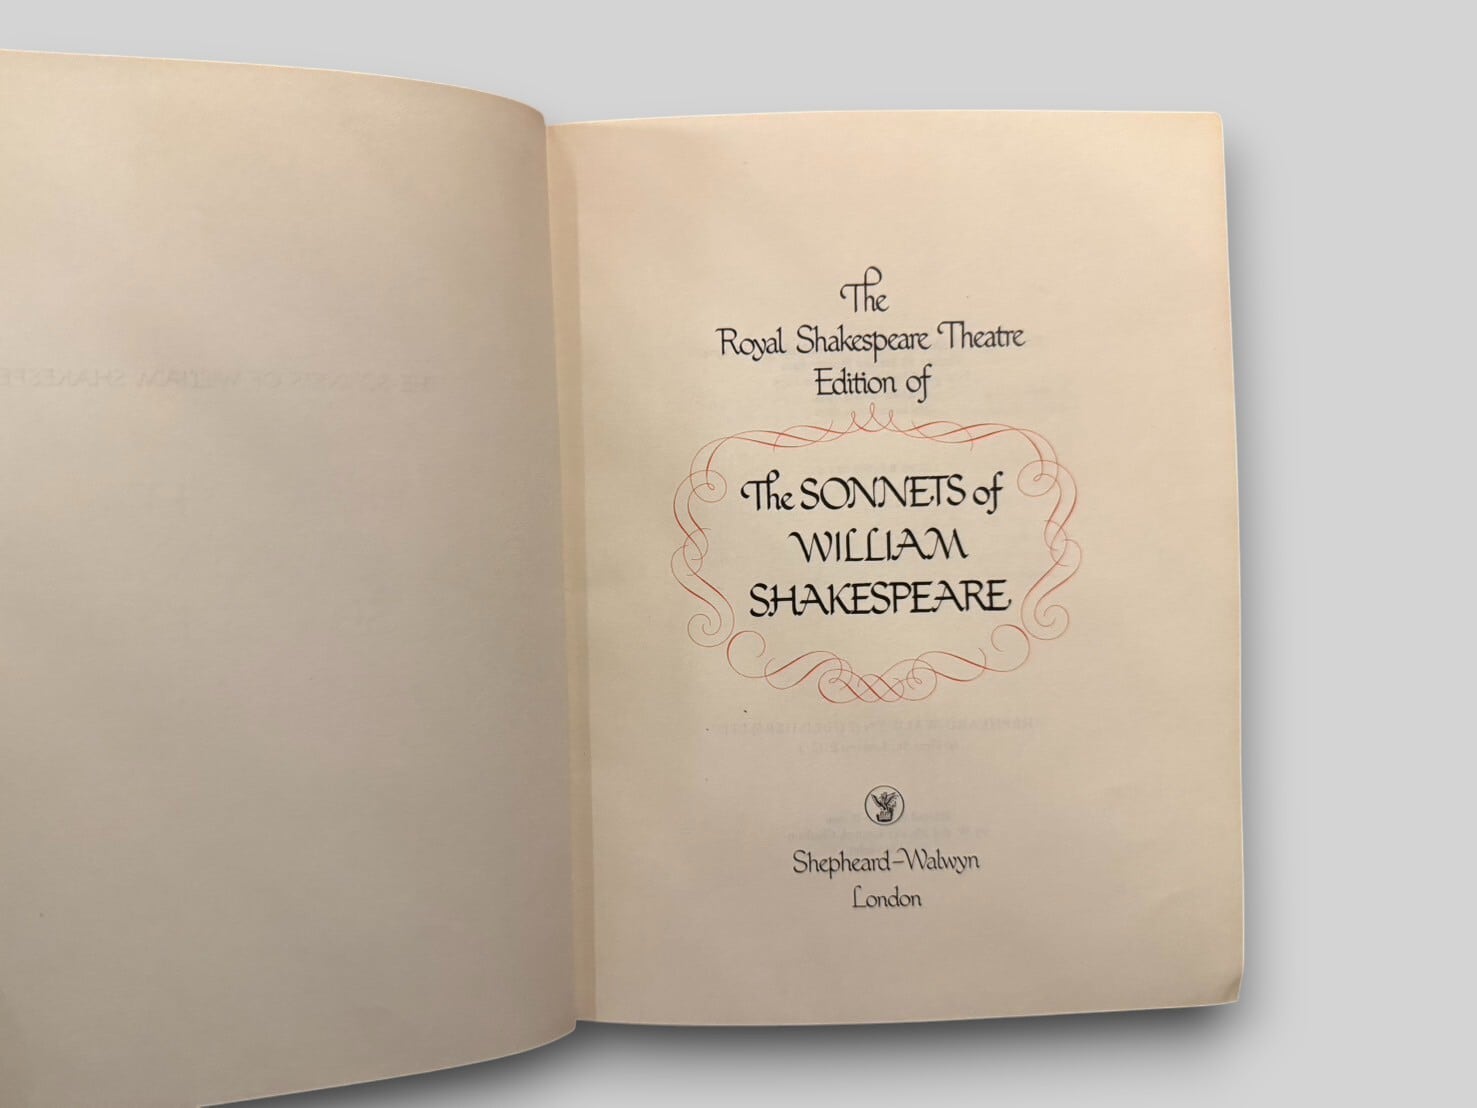 The
Royal Shakespeare Theatre
Edition of
The SONNETS of
WILLIAM
SHAKESPEARE
Shepheard-Walwyn
London